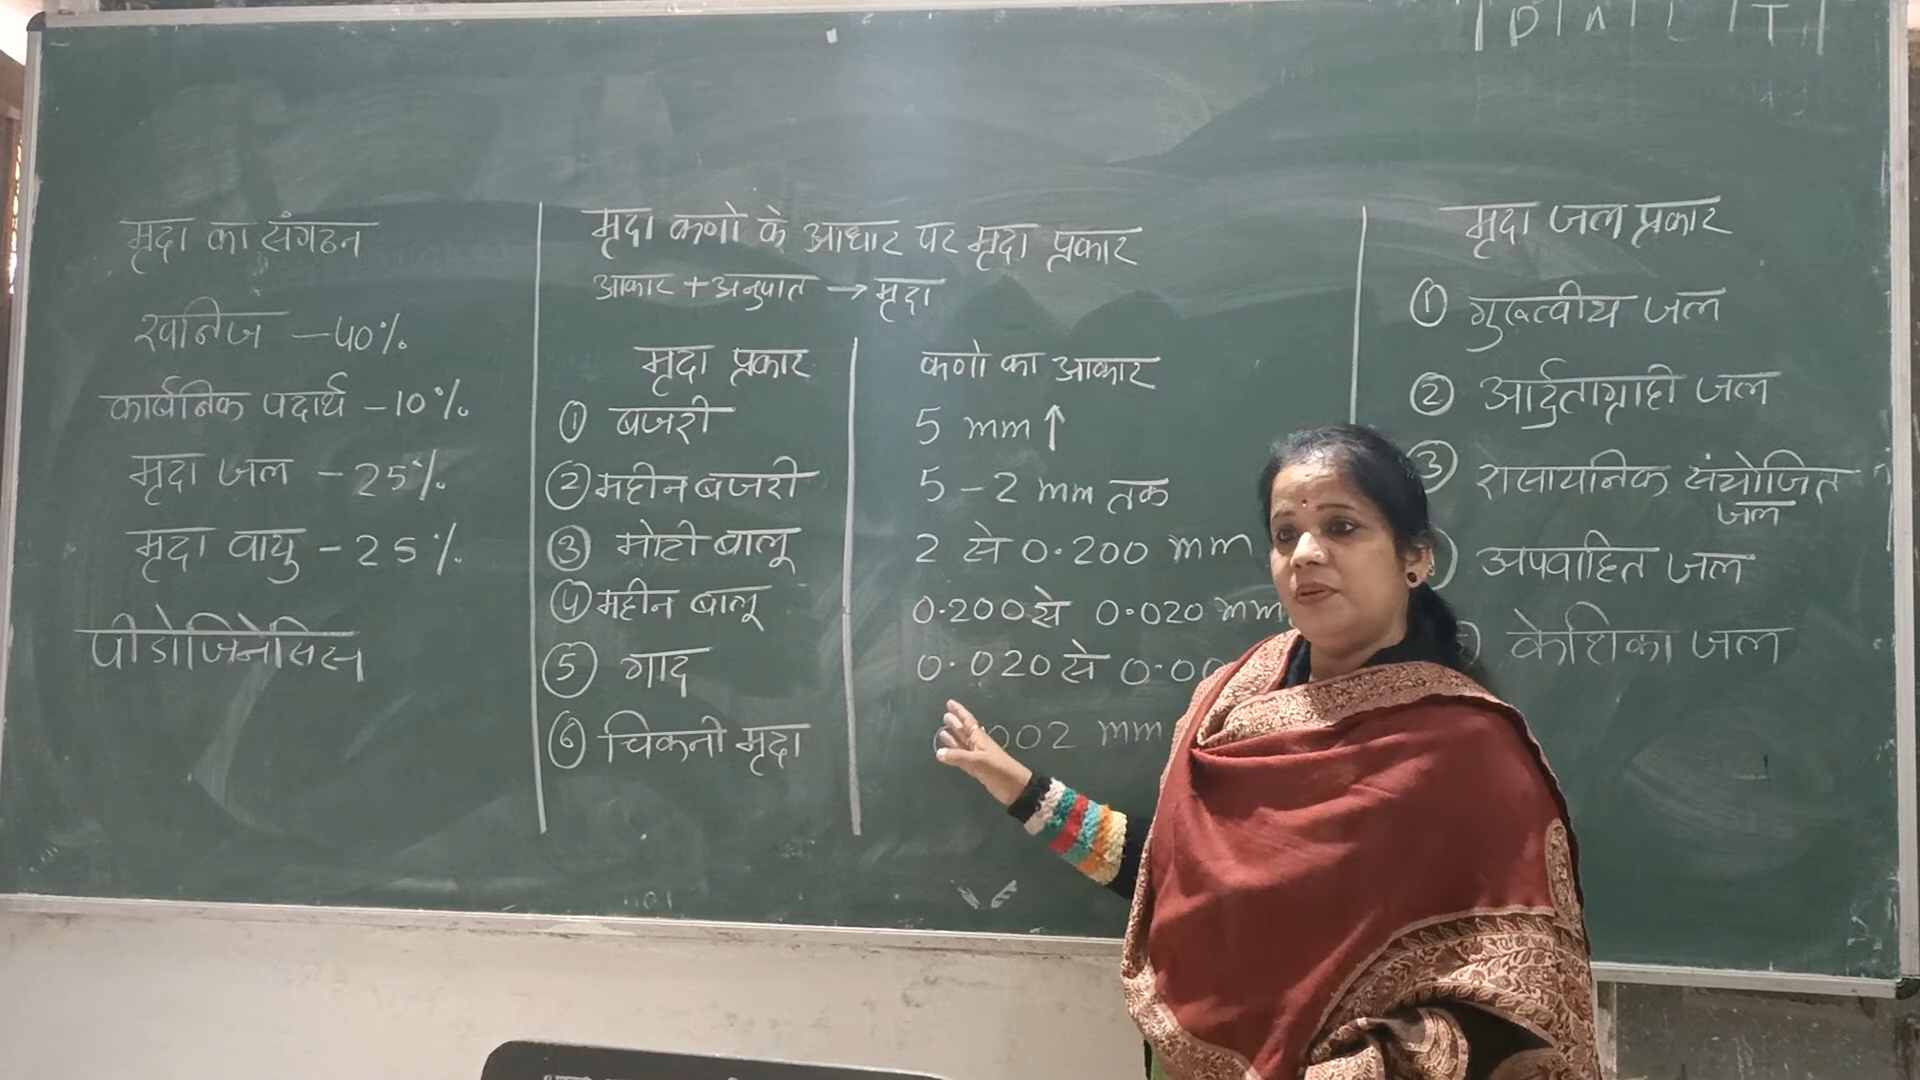 मृदा का संगठन
खनिज – 40%
कार्बनिक पदार्थ – 10%
मृदा जल – 25%
मृदा वायु – 25%
पीडोजिनेसिस
मृदा कणो के आधार पर मृदा प्रकार
आकार + अनुपात → मृदा
मृदा प्रकार कणो का आकार
① बजरी 5 mm ↑
② महीन बजरी 5 – 2 mm तक
③ मोटी बालू 2 से 0.200 mm
④ महीन बालू 0.200 से 0.020 mm
⑤ गाद 0.020 से
⑥ चिकनी मृदा mm
मृदा जल प्रकार
① गुरुत्वीय जल
② आर्द्रताग्राही जल
③ रासायनिक संयोजित
जल
अपवाहित जल
केशिका जल